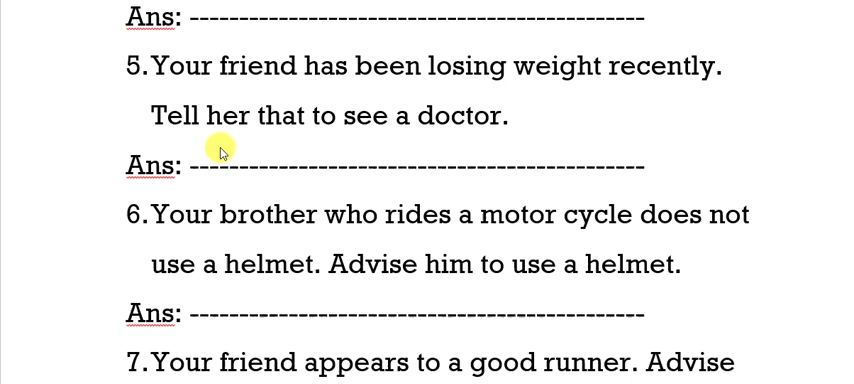 Ans: ----------------------------------------------
5. Your friend has been losing weight recently.
Tell her that to see a doctor.
Ans: ----------------------------------------------
6. Your brother who rides a motor cycle does not
use a helmet. Advise him to use a helmet.
Ans: ----------------------------------------------
7. Your friend appears to a good runner. Advise